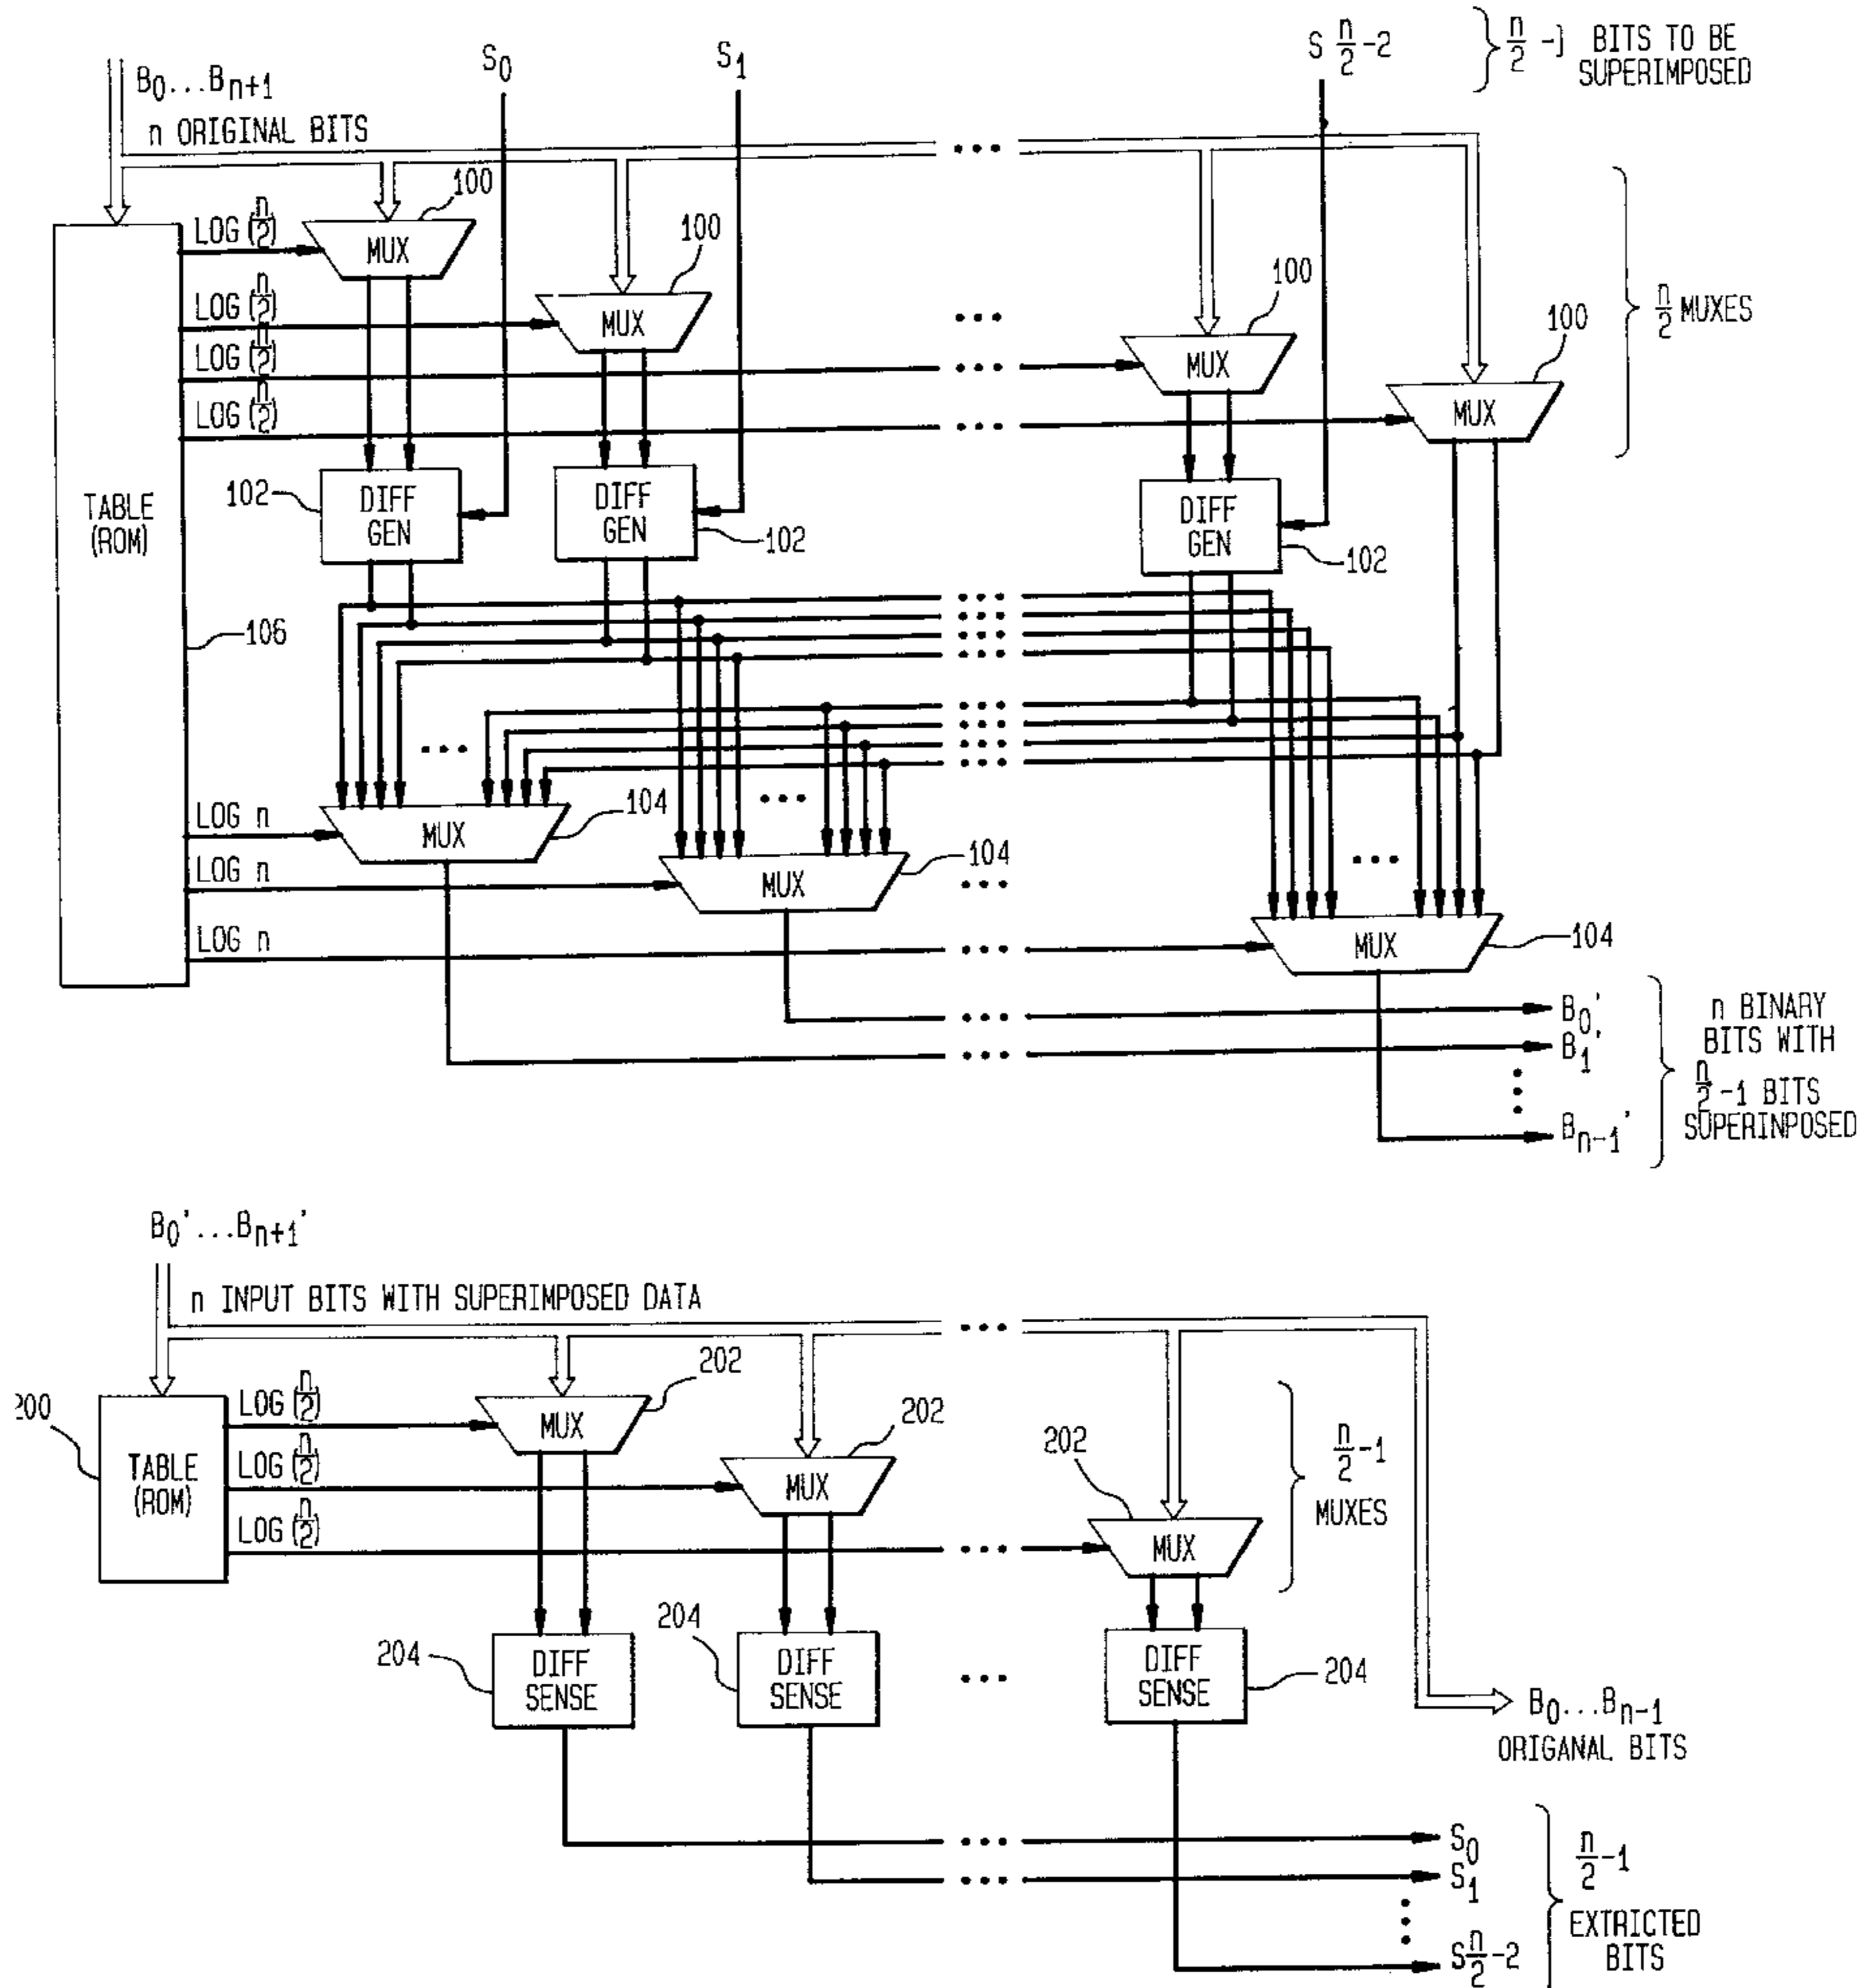 B0...Bn+1
n ORIGINAL BITS
S0
S1
S n/2 -2
n/2 -] BITS TO BE
SUPERIMPOSED
LOG (n/2)
LOG (n/2)
LOG (n/2)
LOG (n/2)
MUX
100
MUX
100
MUX
100
MUX
100
n/2 MUXES
TABLE
(ROM)
106
102
DIFF
GEN
DIFF
GEN
102
DIFF
GEN
102
LOG n
LOG n
LOG n
MUX
104
MUX
104
MUX
104
B0'
B1'
Bn-1'
n BINARY
BITS WITH
n/2 -1 BITS
SUPERINPOSED
B0'...Bn+1'
n INPUT BITS WITH SUPERIMPOSED DATA
200
TABLE
(ROM)
LOG (n/2)
LOG (n/2)
LOG (n/2)
MUX
202
MUX
202
202
MUX
n/2 -1
MUXES
204
DIFF
SENSE
204
DIFF
SENSE
DIFF
SENSE
204
B0...Bn-1
ORIGANAL BITS
S0
S1
S n/2 -2
n/2 -1
EXTRICTED
BITS